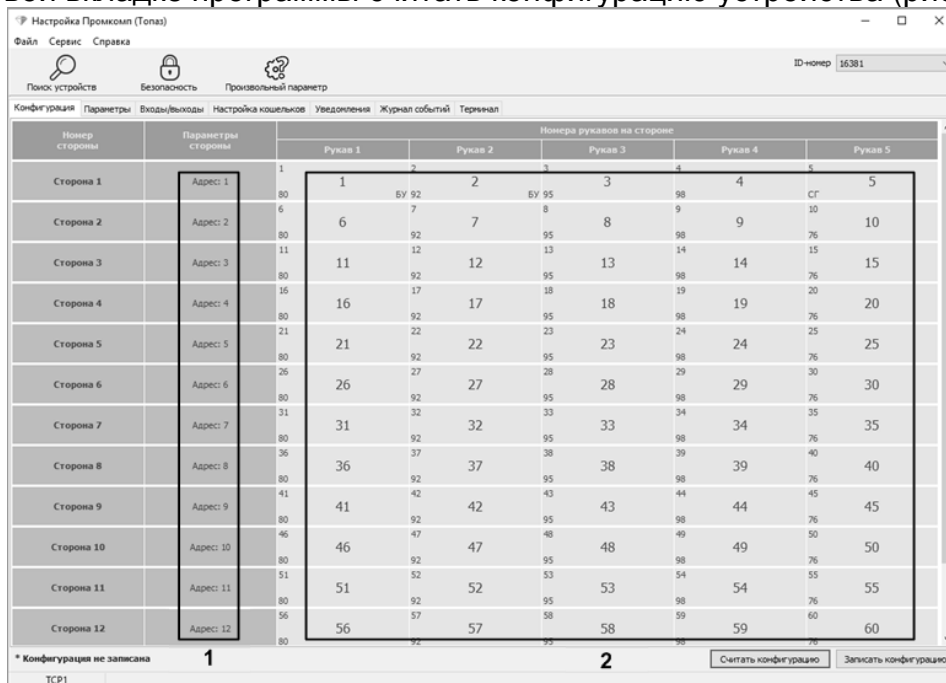 вой вкладке программы считать конфигурацию устройства (рис
Настройка Промкомп (Топаз)
Файл Сервис Справка
ID-номер 16381
Поиск устройств Безопасность Произвольный параметр
Конфигурация Параметры Входы/выходы Настройка кошельков Уведомления Журнал событий Терминал
Номер стороны Параметры стороны Номера рукавов на стороне
Рукав 1 Рукав 2 Рукав 3 Рукав 4 Рукав 5
1 2 3 4 5
Сторона 1 Адрес: 1 1 2 3 4 5
80 БУ 92 БУ 95 98 СГ
6 7 8 9 10
Сторона 2 Адрес: 2 6 7 8 9 10
80 92 95 98 76
11 12 13 14 15
Сторона 3 Адрес: 3 11 12 13 14 15
80 92 95 98 76
16 17 18 19 20
Сторона 4 Адрес: 4 16 17 18 19 20
80 92 95 98 76
21 22 23 24 25
Сторона 5 Адрес: 5 21 22 23 24 25
80 92 95 98 76
26 27 28 29 30
Сторона 6 Адрес: 6 26 27 28 29 30
80 92 95 98 76
31 32 33 34 35
Сторона 7 Адрес: 7 31 32 33 34 35
80 92 95 98 76
36 37 38 39 40
Сторона 8 Адрес: 8 36 37 38 39 40
80 92 95 98 76
41 42 43 44 45
Сторона 9 Адрес: 9 41 42 43 44 45
80 92 95 98 76
46 47 48 49 50
Сторона 10 Адрес: 10 46 47 48 49 50
80 92 95 98 76
51 52 53 54 55
Сторона 11 Адрес: 11 51 52 53 54 55
80 92 95 98 76
56 57 58 59 60
Сторона 12 Адрес: 12 56 57 58 59 60
80 92 95 98 76
* Конфигурация не записана 1 2 Считать конфигурацию Записать конфигурацию
TCP1